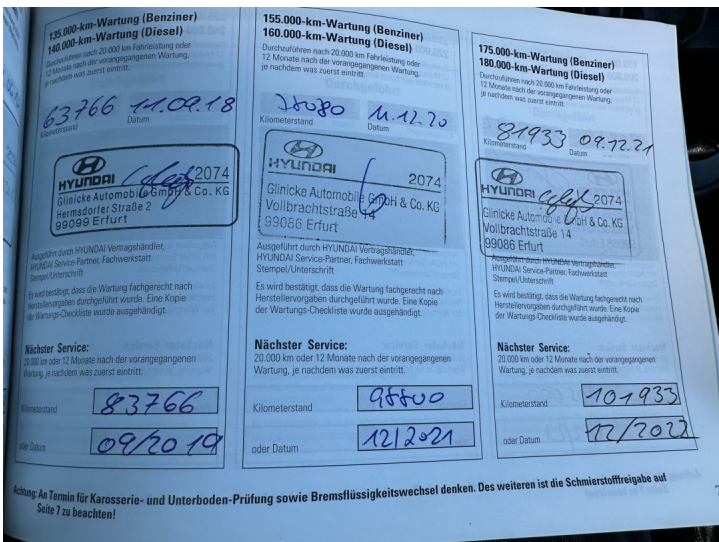 135.000-km-Wartung (Benziner)
140.000-km-Wartung (Diesel)
Durchzuführen nach 20.000 km Fahrleistung oder
12 Monate nach der vorangegangenen Wartung,
je nachdem was zuerst eintritt.
63766 11.09.18
Kilometerstand Datum
HYUNDAI 2074
Glinicke Automobile GmbH & Co. KG
Hermsdorfer Straße 2
99099 Erfurt
Ausgeführt durch HYUNDAI Vertragshändler,
HYUNDAI Service-Partner, Fachwerkstatt
Stempel/Unterschrift
Es wird bestätigt, dass die Wartung fachgerecht nach
Herstellervorgaben durchgeführt wurde. Eine Kopie
der Wartungs-Checkliste wurde ausgehändigt.
Nächster Service:
20.000 km oder 12 Monate nach der vorangegangenen
Wartung, je nachdem was zuerst eintritt.
Kilometerstand 83766
oder Datum 09/2019
155.000-km-Wartung (Benziner)
160.000-km-Wartung (Diesel)
Durchzuführen nach 20.000 km Fahrleistung oder
12 Monate nach der vorangegangenen Wartung,
je nachdem was zuerst eintritt.
11.12.20
Kilometerstand Datum
HYUNDAI 2074
Glinicke Automobile GmbH & Co. KG
Vollbrachtstraße 14
99086 Erfurt
Ausgeführt durch HYUNDAI Vertragshändler,
HYUNDAI Service-Partner, Fachwerkstatt
Stempel/Unterschrift
Es wird bestätigt, dass die Wartung fachgerecht nach
Herstellervorgaben durchgeführt wurde. Eine Kopie
der Wartungs-Checkliste wurde ausgehändigt.
Nächster Service:
20.000 km oder 12 Monate nach der vorangegangenen
Wartung, je nachdem was zuerst eintritt.
Kilometerstand
oder Datum 12/2021
175.000-km-Wartung (Benziner)
180.000-km-Wartung (Diesel)
Durchzuführen nach 20.000 km Fahrleistung oder
12 Monate nach der vorangegangenen Wartung,
je nachdem was zuerst eintritt.
81933 09.12.21
Kilometerstand Datum
HYUNDAI 2074
Glinicke Automobile GmbH & Co. KG
Vollbrachtstraße 14
99086 Erfurt
Ausgeführt durch HYUNDAI Vertragshändler,
HYUNDAI Service-Partner, Fachwerkstatt
Stempel/Unterschrift
Es wird bestätigt, dass die Wartung fachgerecht nach
Herstellervorgaben durchgeführt wurde. Eine Kopie
der Wartungs-Checkliste wurde ausgehändigt.
Nächster Service:
20.000 km oder 12 Monate nach der vorangegangenen
Wartung, je nachdem was zuerst eintritt.
Kilometerstand 101933
oder Datum
Achtung: An Termin für Karosserie- und Unterboden-Prüfung sowie Bremsflüssigkeitswechsel denken. Des weiteren ist die Schmierstofffreigabe auf
Seite 7 zu beachten!